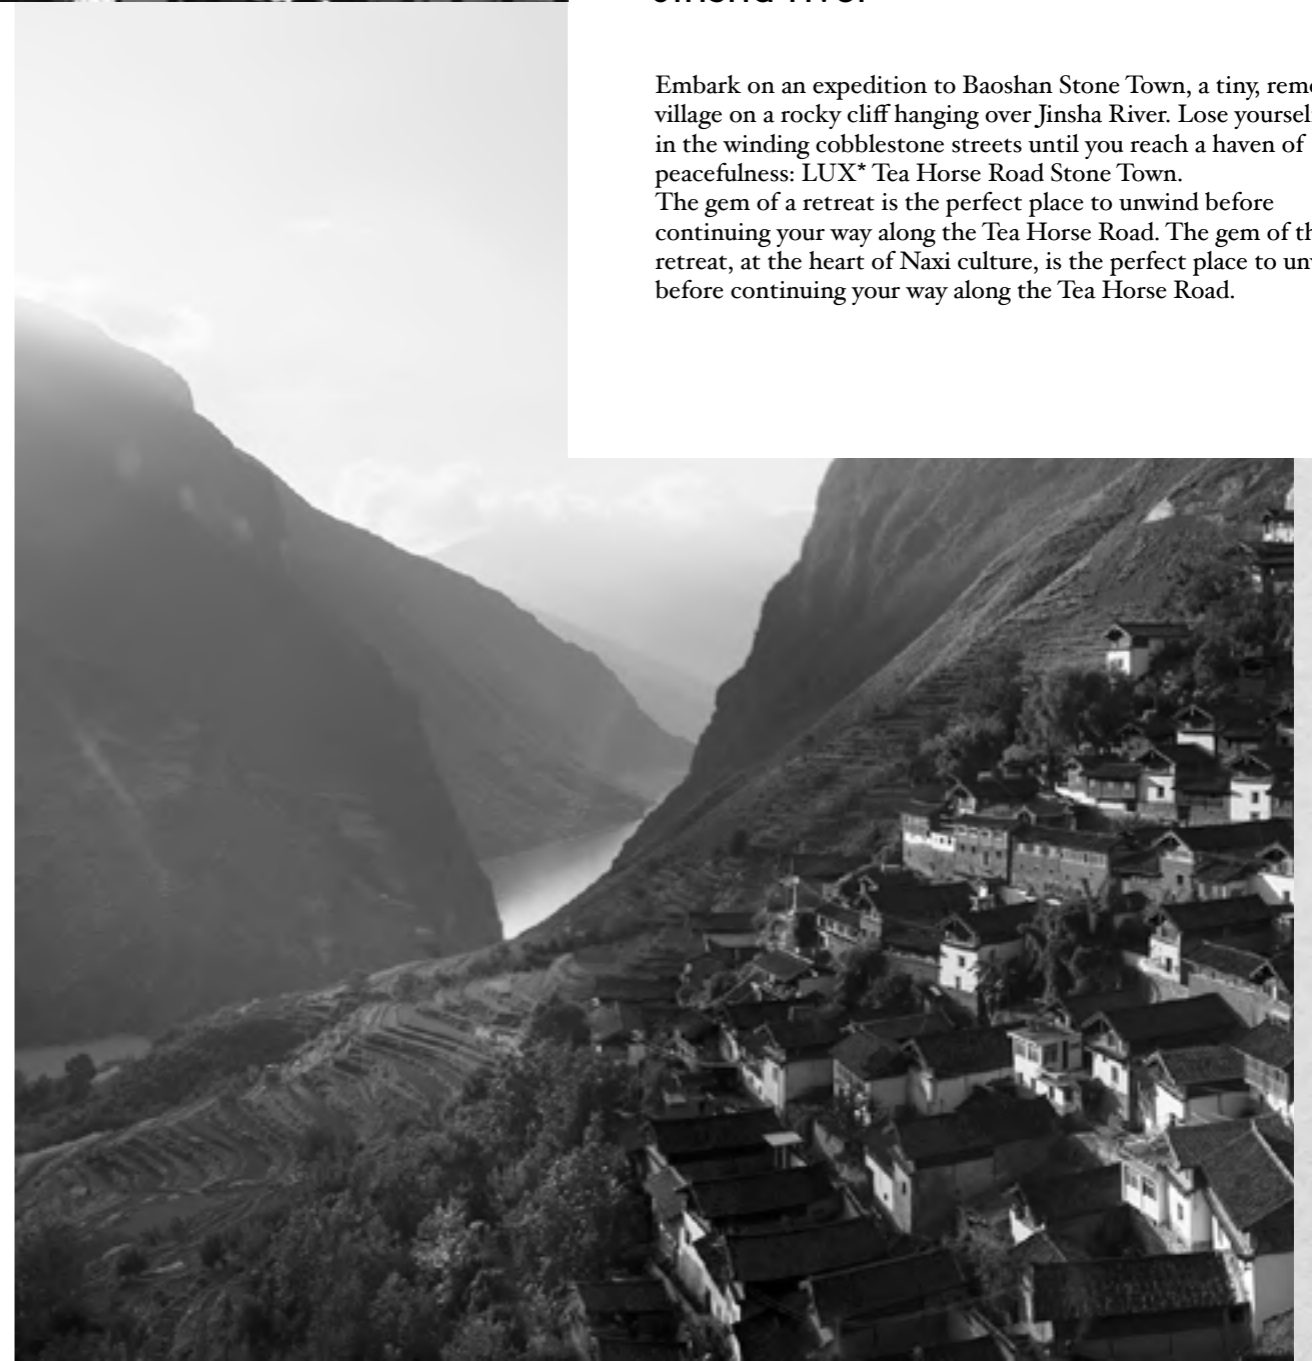 Embark on an expedition to Baoshan Stone Town, a tiny,
village on a rocky cliff hanging over Jinsha River. Lose
in the winding cobblestone streets until you reach a haven of
peacefulness: LUX* Tea Horse Road Stone Town.
The gem of a retreat is the perfect place to unwind before
continuing your way along the Tea Horse Road. The gem of
retreat, at the heart of Naxi culture, is the perfect place to
before continuing your way along the Tea Horse Road.